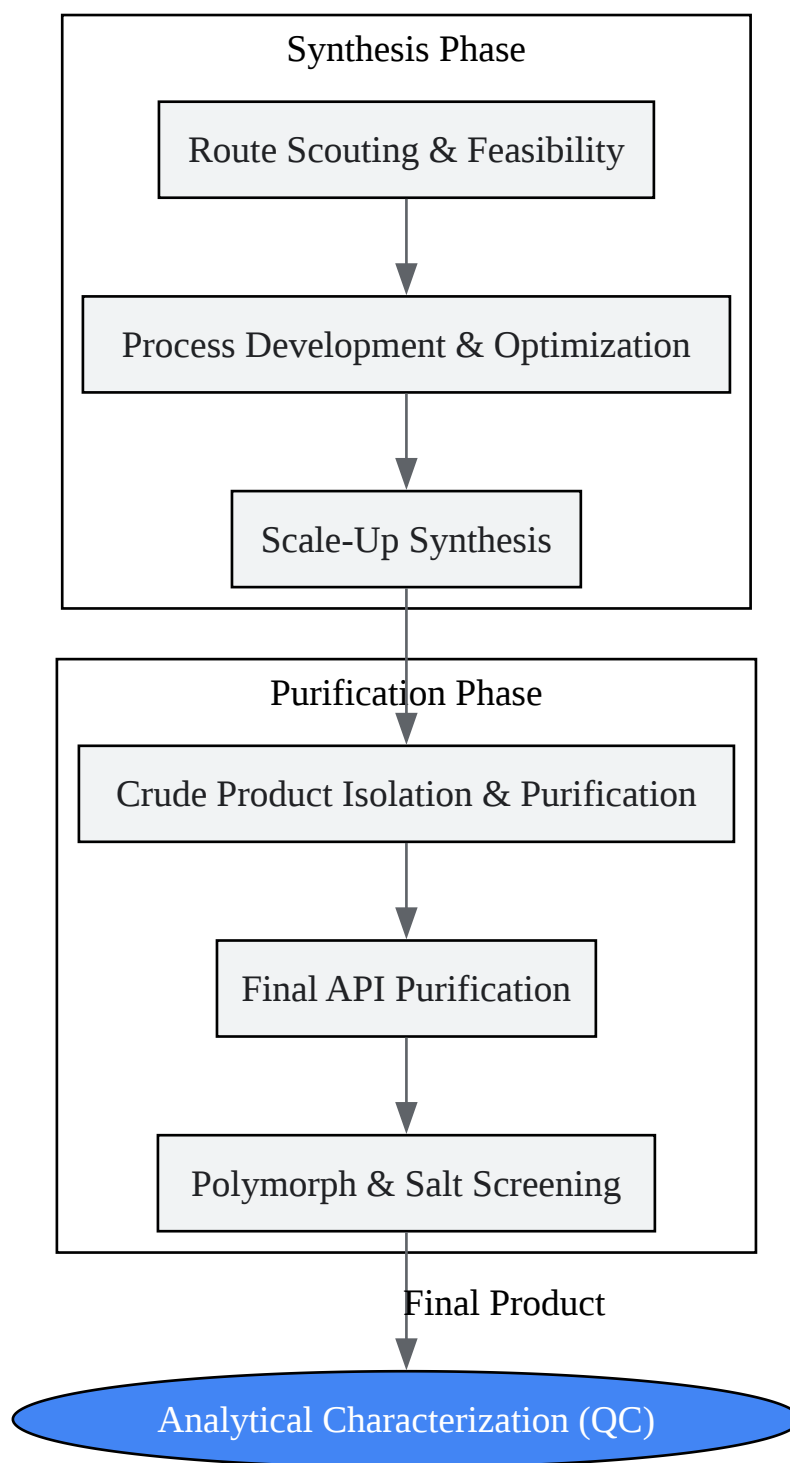 Synthesis Phase
Route Scouting & Feasibility
Process Development & Optimization
Scale-Up Synthesis
Purification Phase
Crude Product Isolation & Purification
Final API Purification
Polymorph & Salt Screening
Final Product
Analytical Characterization (QC)